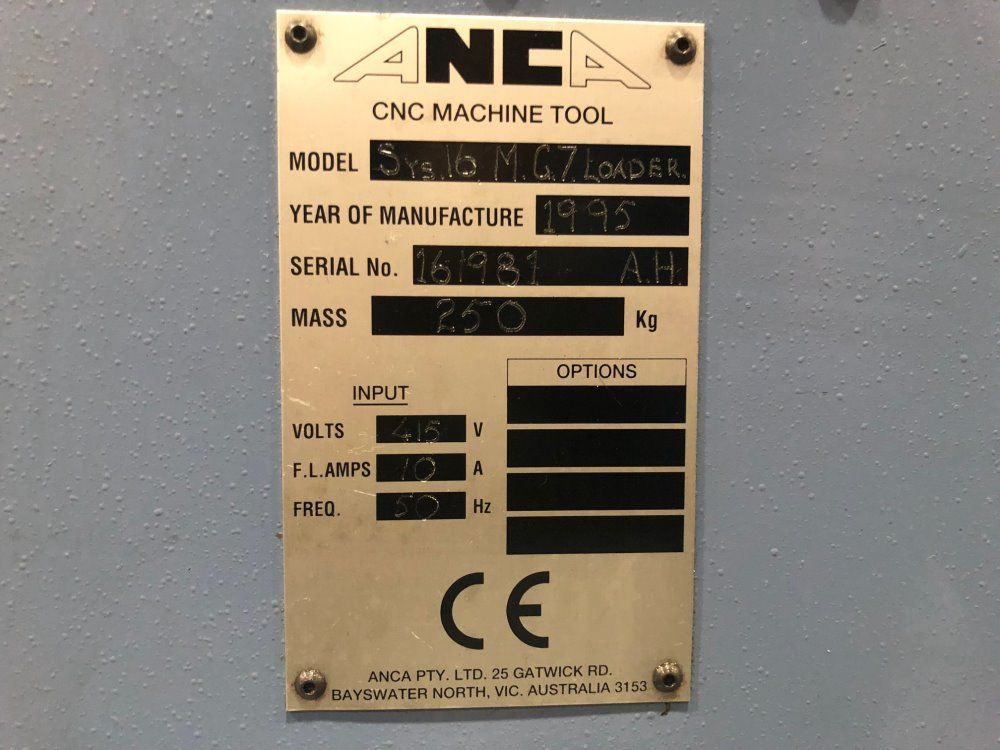 ANCA
CNC MACHINE TOOL
MODEL Sys.16 M.G.7. LOADER.
YEAR OF MANUFACTURE 1995
SERIAL No. 161981 A.H.
MASS 250 Kg
OPTIONS
INPUT
VOLTS 415 V
F.L.AMPS 10 A
FREQ. 50 Hz
CE
ANCA PTY. LTD. 25 GATWICK RD.
BAYSWATER NORTH, VIC. AUSTRALIA 3153